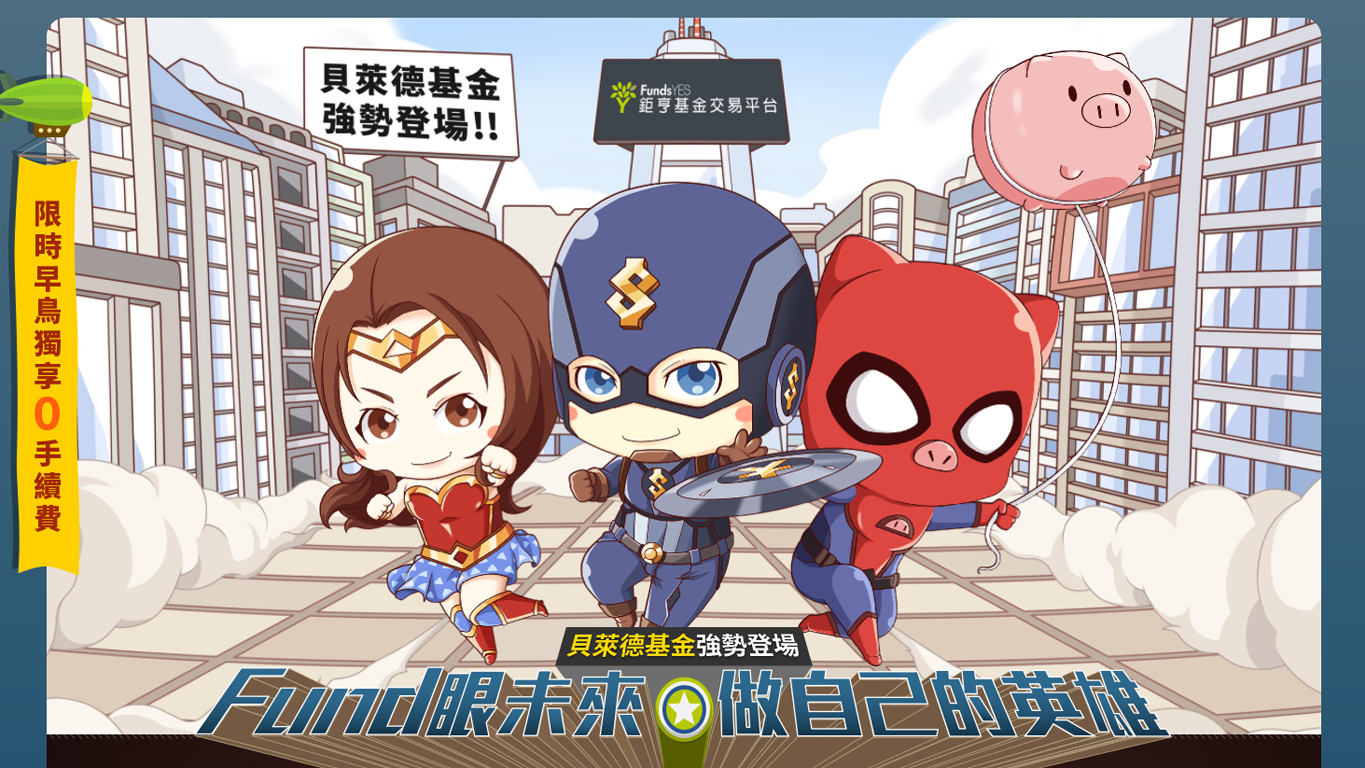 貝萊德基金
強勢登場!!
FundsYES
鉅亨基金交易平台
限時早鳥獨享0手續費
貝萊德基金強勢登場
Fund眼未來 做自己的英雄